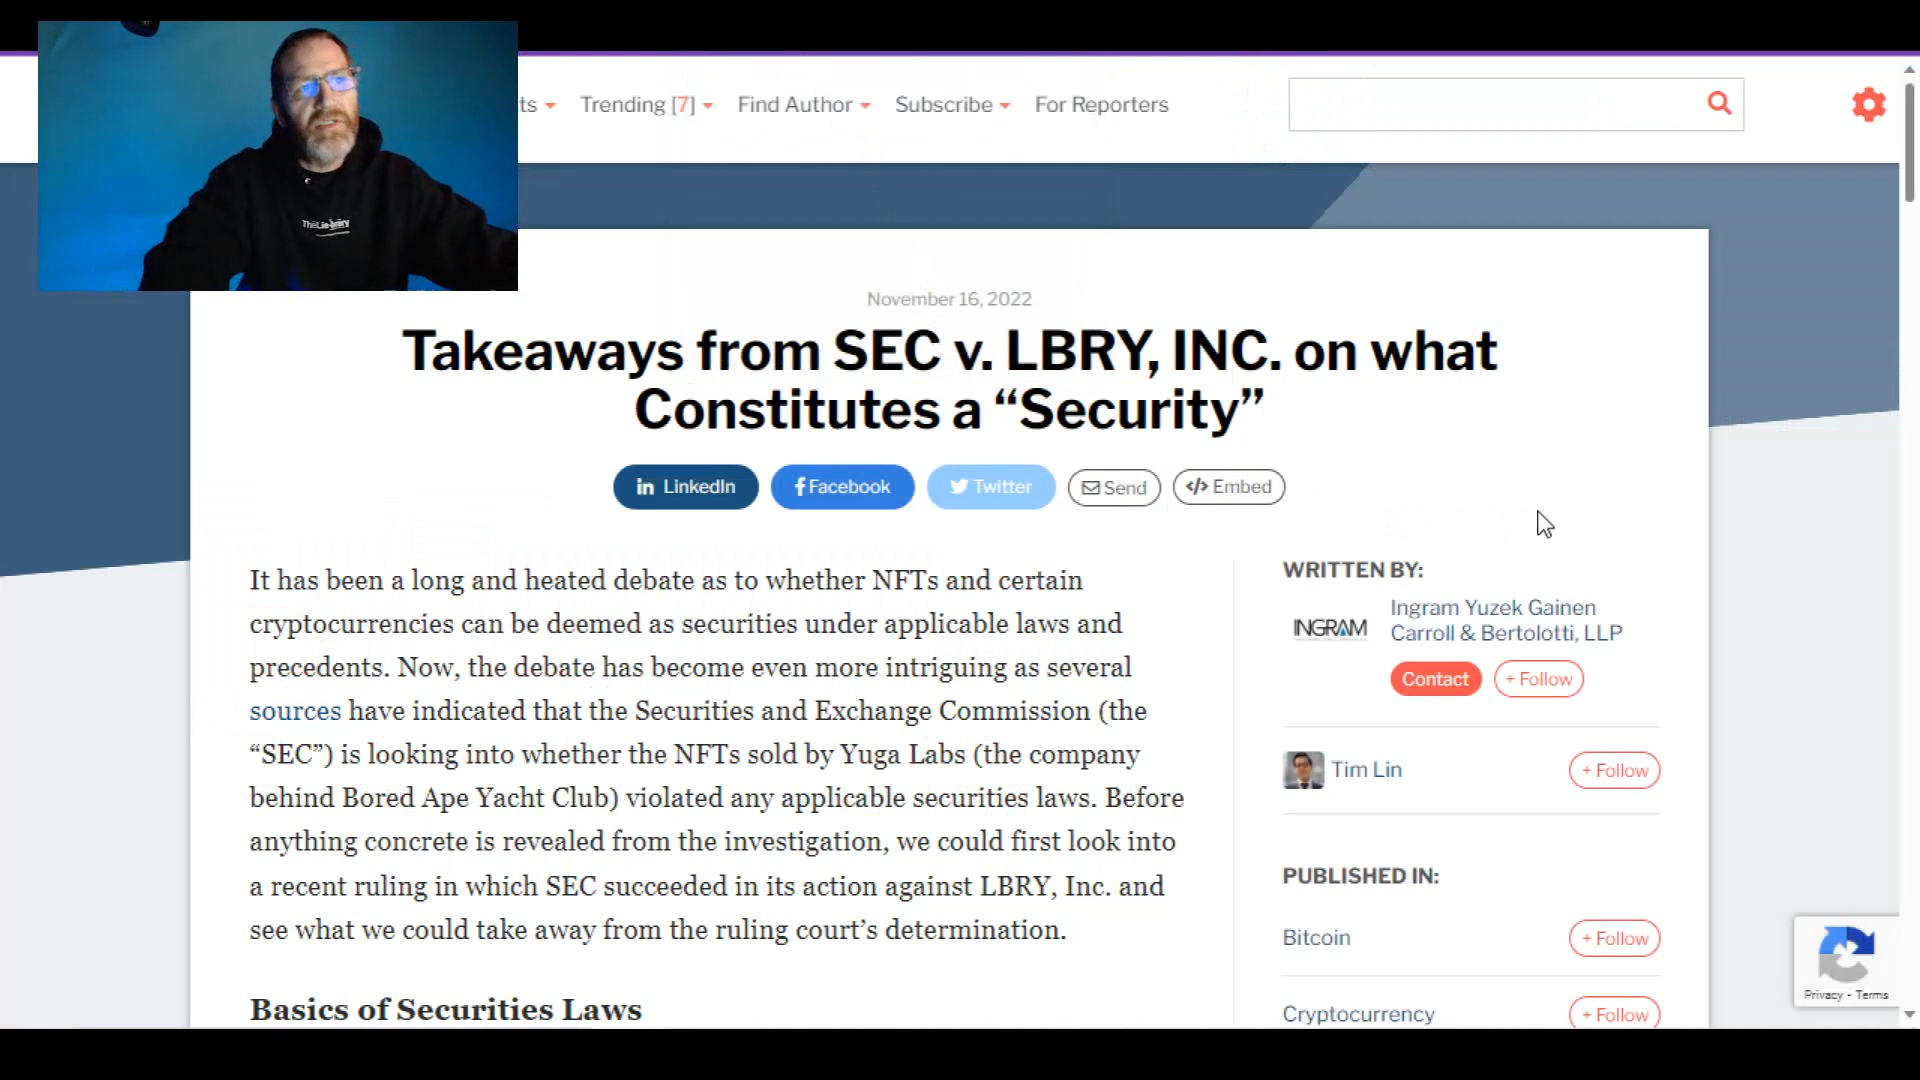 ts
Trending [7]
Find Author
Subscribe
For Reporters
November 16, 2022
Takeaways from SEC v. LBRY, INC. on what
Constitutes a “Security”
in LinkedIn
Facebook
Twitter
Send
</> Embed
It has been a long and heated debate as to whether NFTs and certain
cryptocurrencies can be deemed as securities under applicable laws and
precedents. Now, the debate has become even more intriguing as several
sources have indicated that the Securities and Exchange Commission (the
“SEC”) is looking into whether the NFTs sold by Yuga Labs (the company
behind Bored Ape Yacht Club) violated any applicable securities laws. Before
anything concrete is revealed from the investigation, we could first look into
a recent ruling in which SEC succeeded in its action against LBRY, Inc. and
see what we could take away from the ruling court’s determination.
Basics of Securities Laws
WRITTEN BY:
INGRAM
Ingram Yuzek Gainen
Carroll & Bertolotti, LLP
Contact
+ Follow
Tim Lin
+ Follow
PUBLISHED IN:
Bitcoin
+ Follow
Cryptocurrency
+ Follow
Privacy - Terms